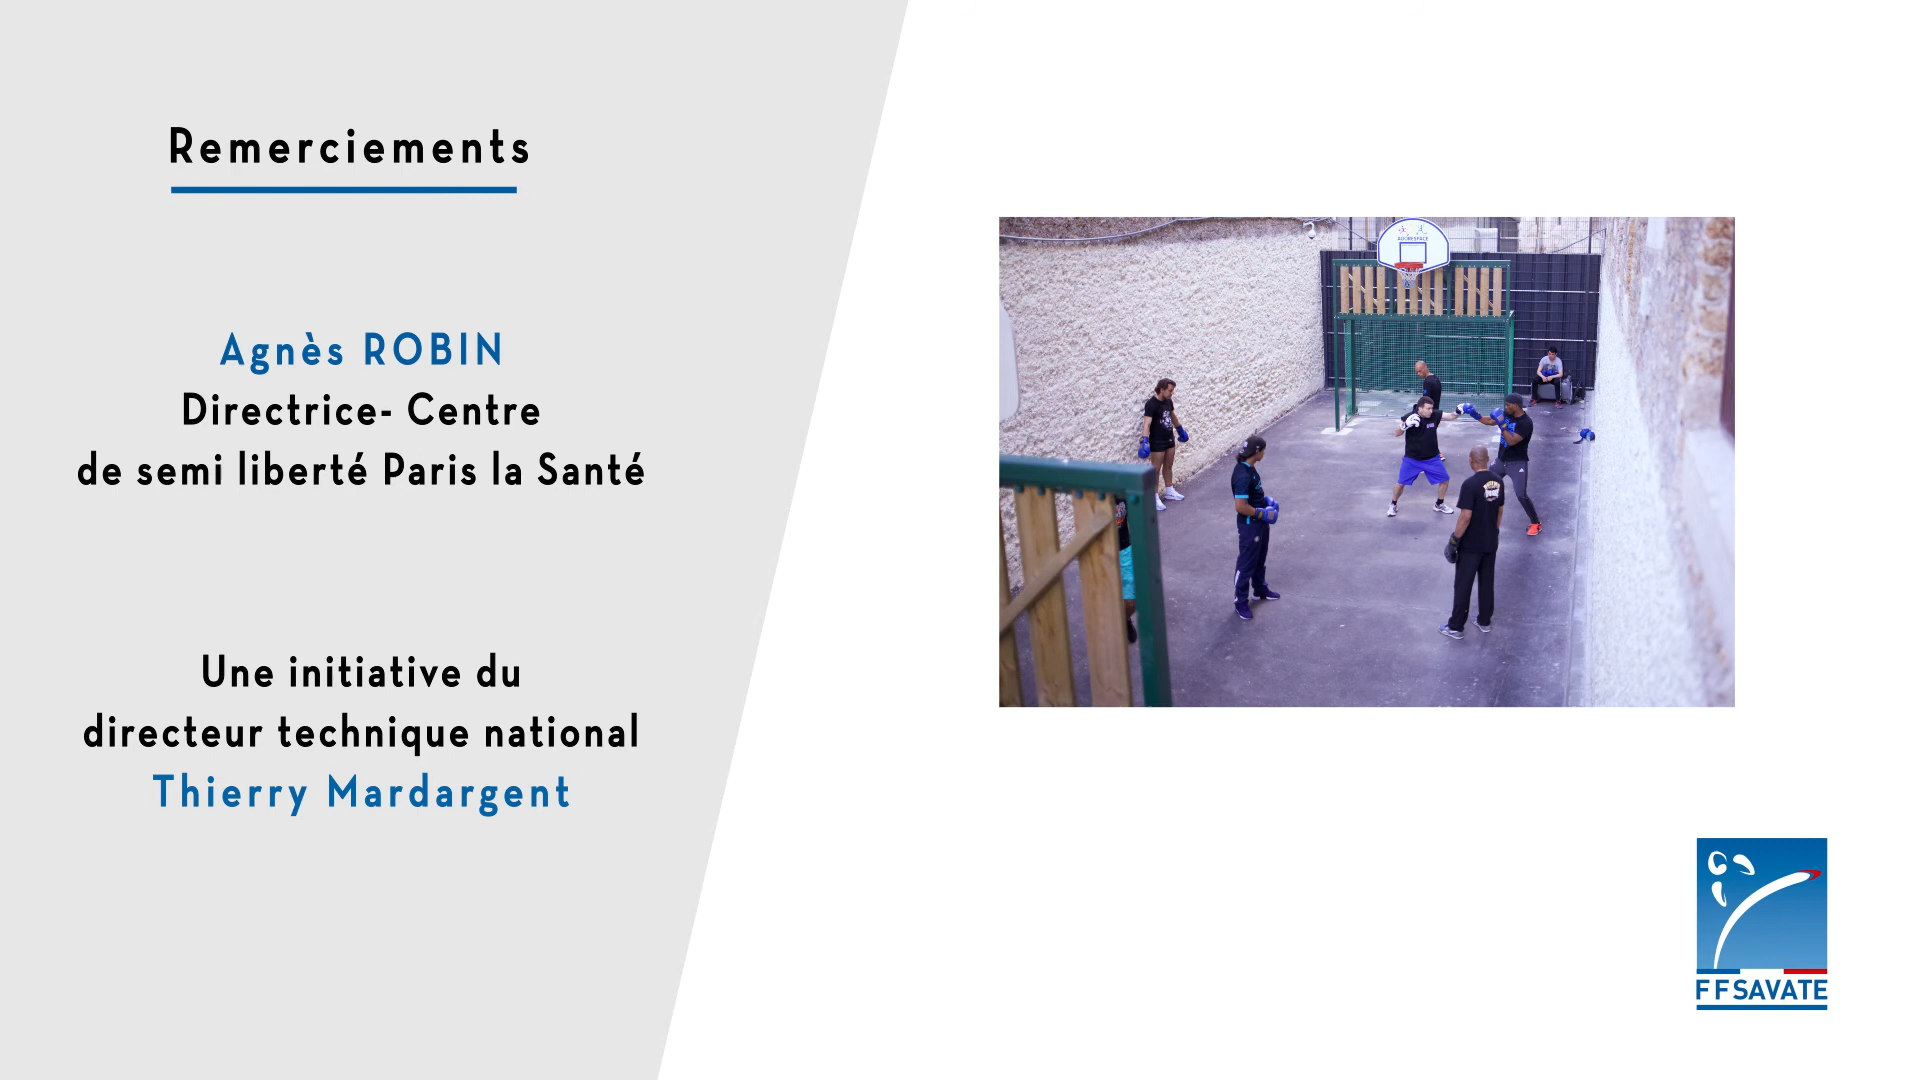 Remerciements
Agnès ROBIN
Directrice- Centre
de semi liberté Paris la Santé
Une initiative du
directeur technique national
Thierry Mardargent
AGORESPACE
FFSAVATE